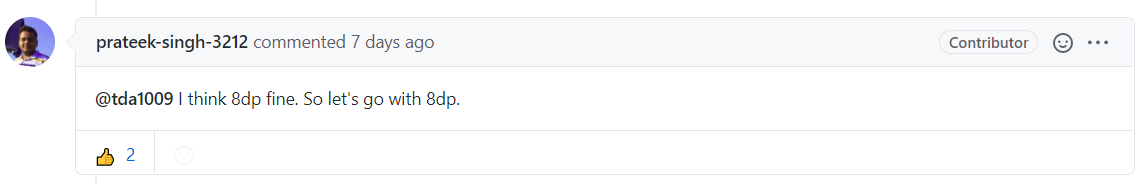 prateek-singh-3212 commented 7 days ago Contributor
@tda1009 I think 8dp fine. So let's go with 8dp.
2